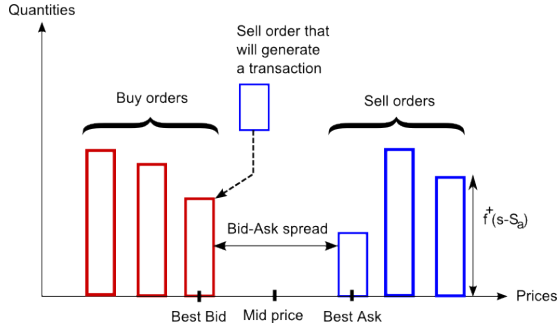 Quantities
Sell order that
will generate
a transaction
Buy orders
Sell orders
Bid-Ask spread
f⁺(s-Sₐ)
Prices
Best Bid
Mid price
Best Ask